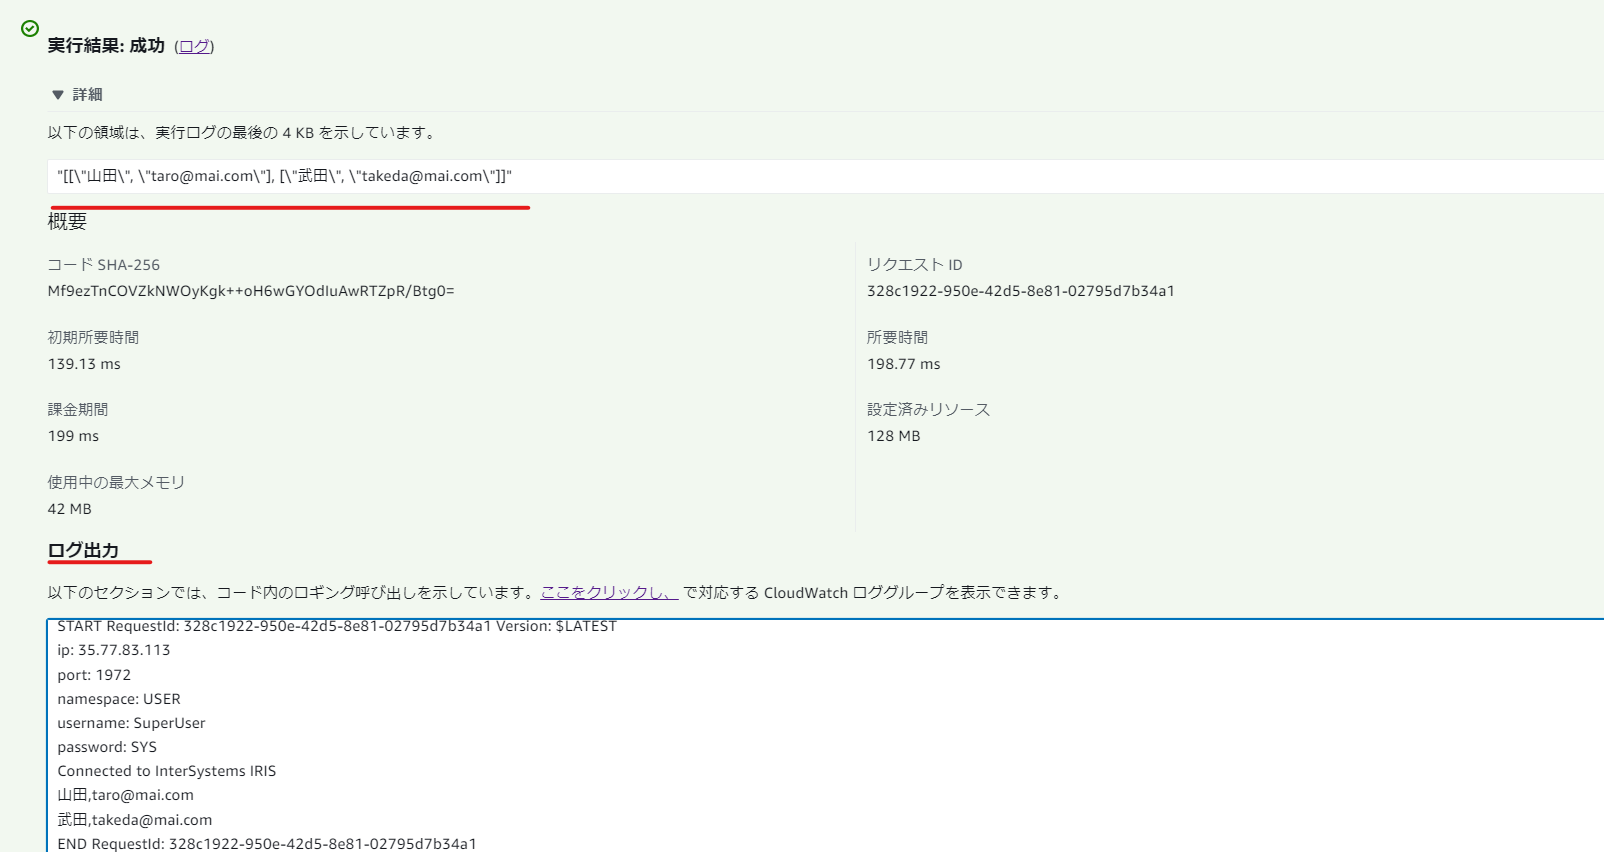 実行結果: 成功 (ログ)
▼ 詳細
以下の領域は、実行ログの最後の 4 KB を示しています。
"[[\"山田\", \"taro@mai.com\"], [\"武田\", \"takeda@mai.com\"]]"
概要
コード SHA-256
Mf9ezTnCOVZkNWOyKgk++oH6wGYOdIuAwRTZpR/Btg0=
リクエスト ID
328c1922-950e-42d5-8e81-02795d7b34a1
初期所要時間
139.13 ms
所要時間
198.77 ms
課金期間
199 ms
設定済みリソース
128 MB
使用中の最大メモリ
42 MB
ログ出力
以下のセクションでは、コード内のロギング呼び出しを示しています。ここをクリックし、 で対応する CloudWatch ロググループを表示できます。
START RequestId: 328c1922-950e-42d5-8e81-02795d7b34a1 Version: $LATEST
ip: 35.77.83.113
port: 1972
namespace: USER
username: SuperUser
password: SYS
Connected to InterSystems IRIS
山田,taro@mai.com
武田,takeda@mai.com
END RequestId: 328c1922-950e-42d5-8e81-02795d7b34a1